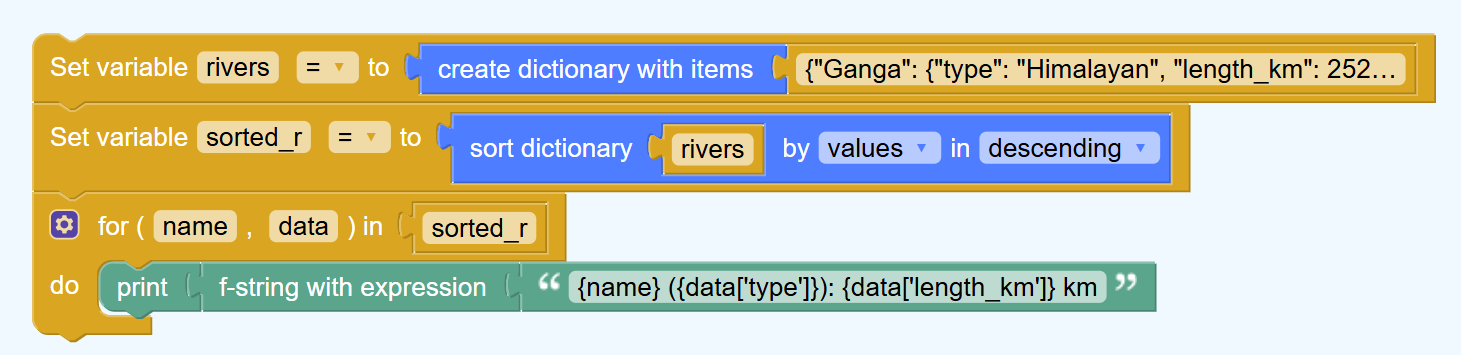 Set variable rivers = to create dictionary with items {"Ganga": {"type": "Himalayan", "length_km": 252...
Set variable sorted_r = to sort dictionary rivers by values in descending
for ( name , data ) in sorted_r
do print f-string with expression “ {name} ({data['type']}): {data['length_km']} km ”